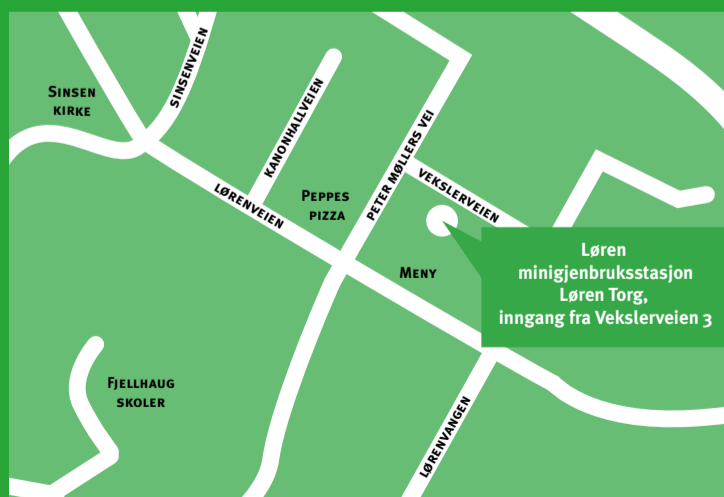 SINSENVEIEN
SINSEN
KIRKE
KANONHALLVEIEN
PETER MØLLERS VEI
VEKSLERVEIEN
LØRENVEIEN
PEPPES
PIZZA
MENY
Løren
minigjenbruksstasjon
Løren Torg,
inngang fra Vekslerveien 3
FJELLHAUG
SKOLER
LØRENVANGEN